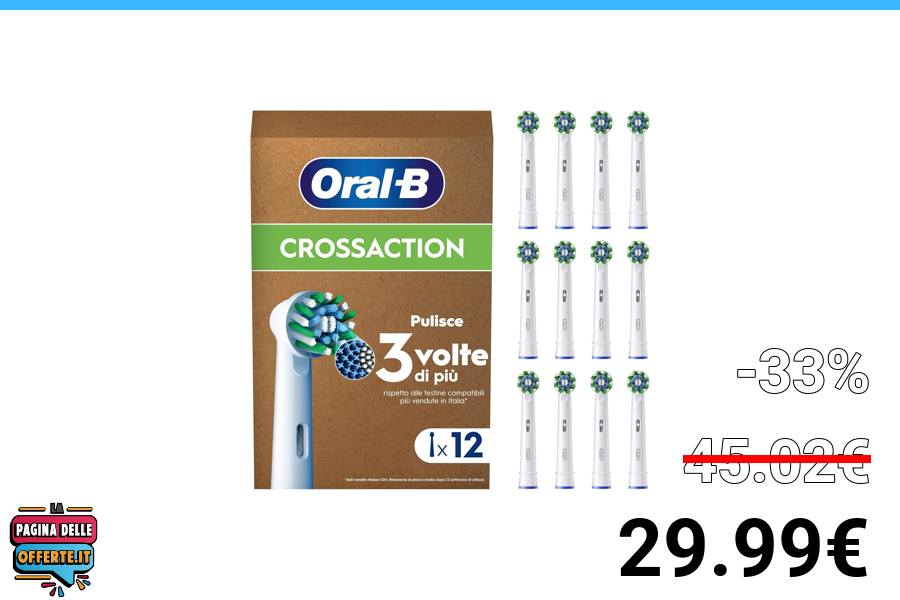 Oral-B
CROSSACTION
Pulisce
3 volte
di più
rispetto alle testine compatibili
più vendute in Italia*
x 12
-33%
45.02€
29.99€
LA
PAGINA DELLE
OFFERTE.IT